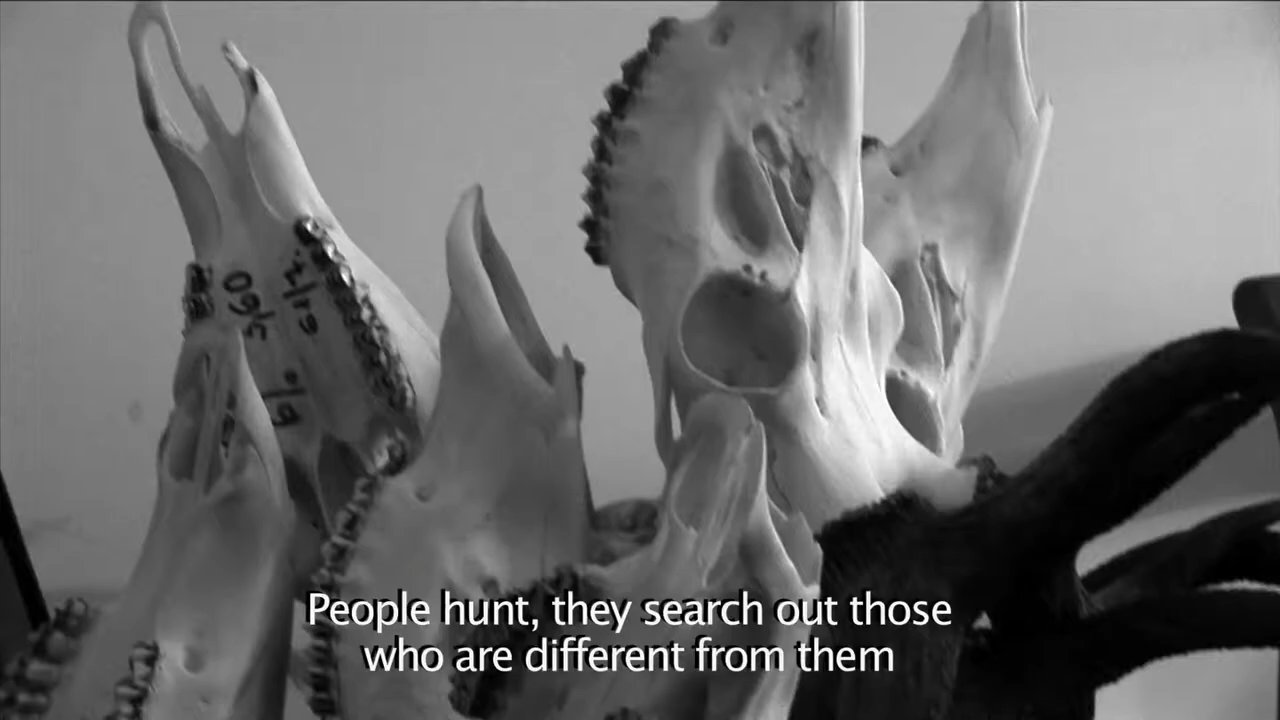 People hunt, they search out those
who are different from them